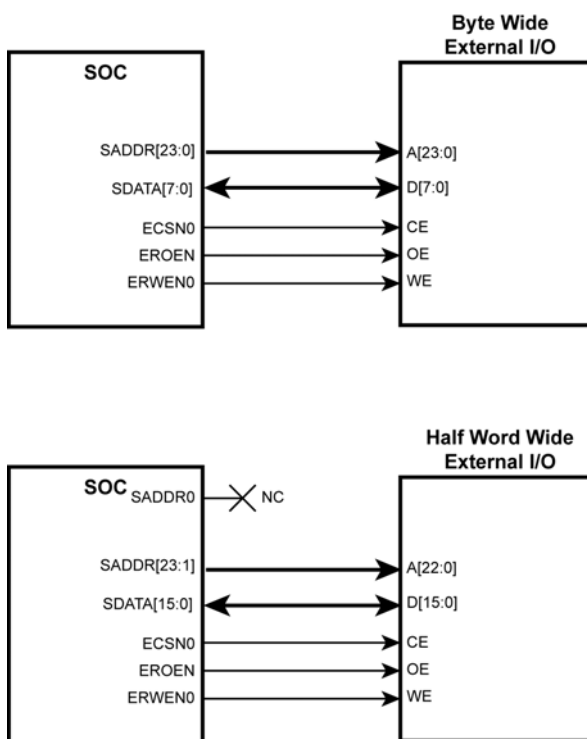 Byte Wide
External I/O
SOC
SADDR[23:0]
A[23:0]
SDATA[7:0]
D[7:0]
ECSN0
CE
EROEN
OE
ERWEN0
WE
Half Word Wide
External I/O
SOC
SADDR0
NC
SADDR[23:1]
A[22:0]
SDATA[15:0]
D[15:0]
ECSN0
CE
EROEN
OE
ERWEN0
WE